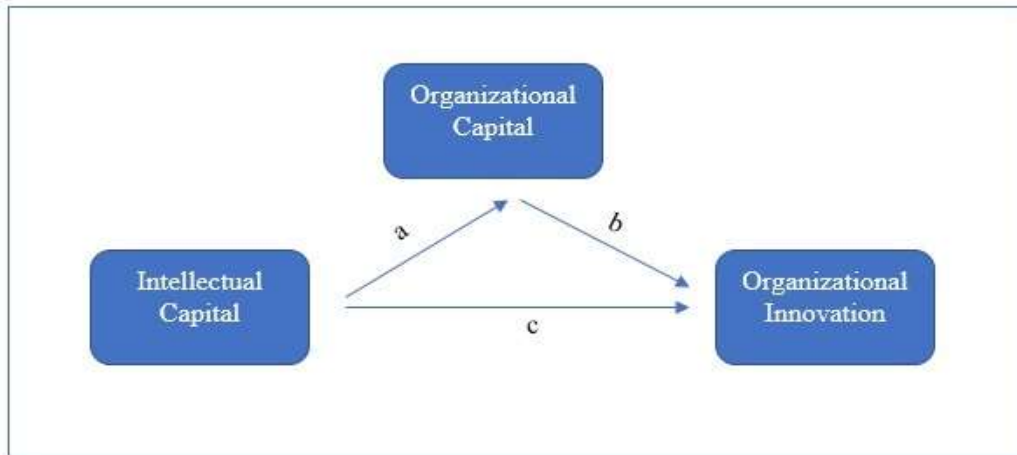 Organizational
Capital
a
b
Intellectual
Capital
Organizational
Innovation
c